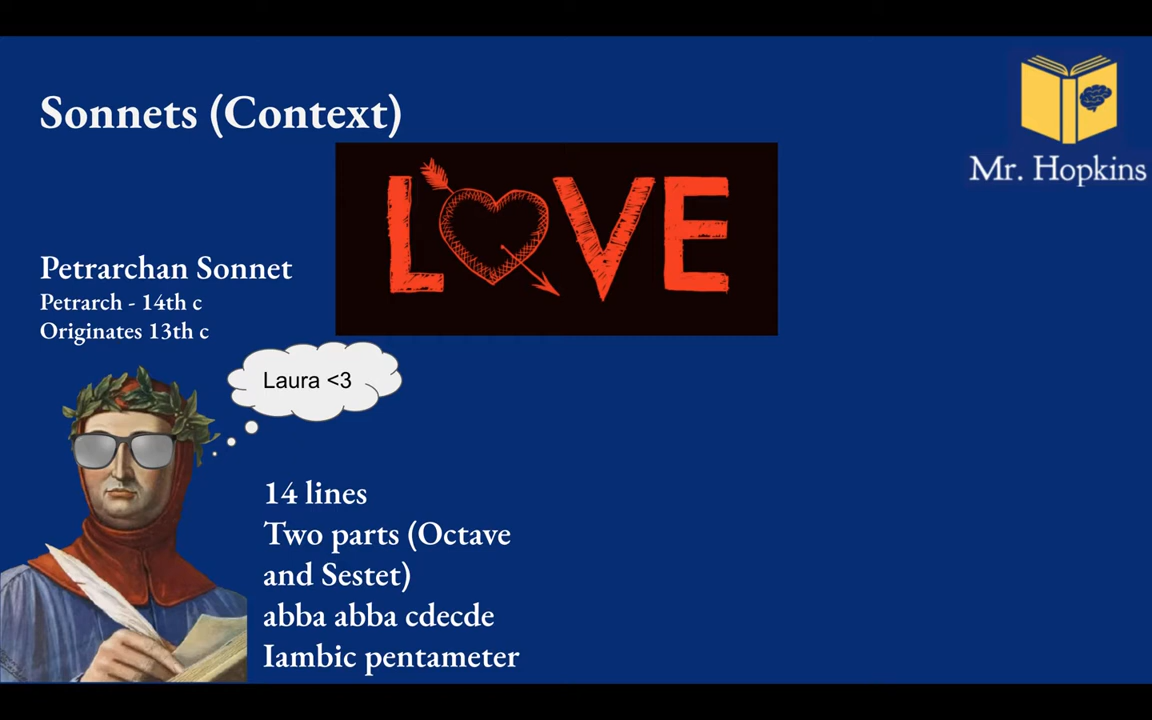 Sonnets (Context)
Mr. Hopkins
LOVE
Petrarchan Sonnet
Petrarch - 14th c
Originates 13th c
Laura <3
14 lines
Two parts (Octave
and Sestet)
abba abba cdecde
Iambic pentameter